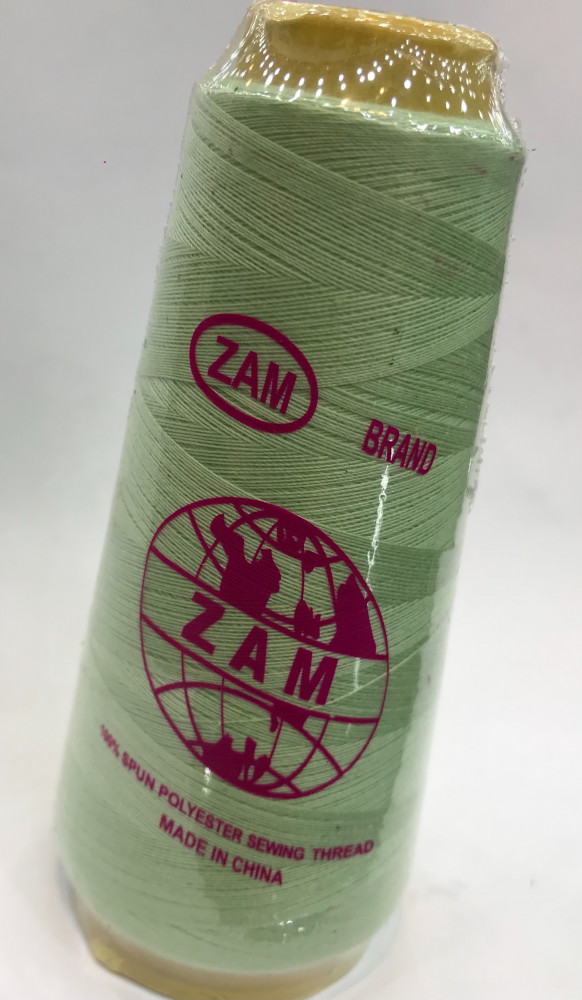 ZAM
BRAND
ZAM
100% SPUN POLYESTER SEWING THREAD
MADE IN CHINA